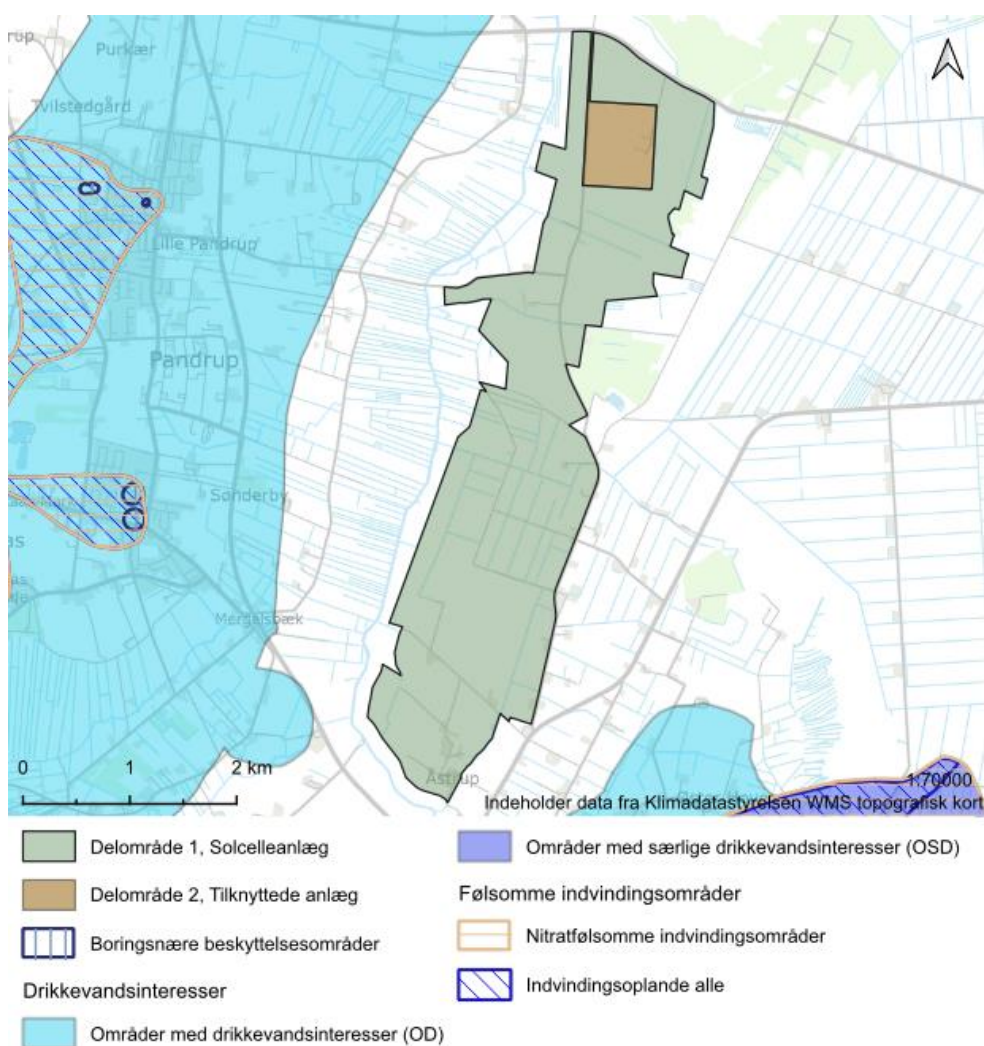 Purkær
Tvilstedgård
Lille Pandrup
Pandrup
Sønderby
Mergelsbæk
Åstrup
0 1 2 km
1:70000
Indeholder data fra Klimadatastyrelsen WMS topografisk kort
Delområde 1, Solcelleanlæg
Delområde 2, Tilknyttede anlæg
Boringsnære beskyttelsesområder
Drikkevandsinteresser
Områder med drikkevandsinteresser (OD)
Områder med særlige drikkevandsinteresser (OSD)
Følsomme indvindingsområder
Nitratfølsomme indvindingsområder
Indvindingsoplande alle